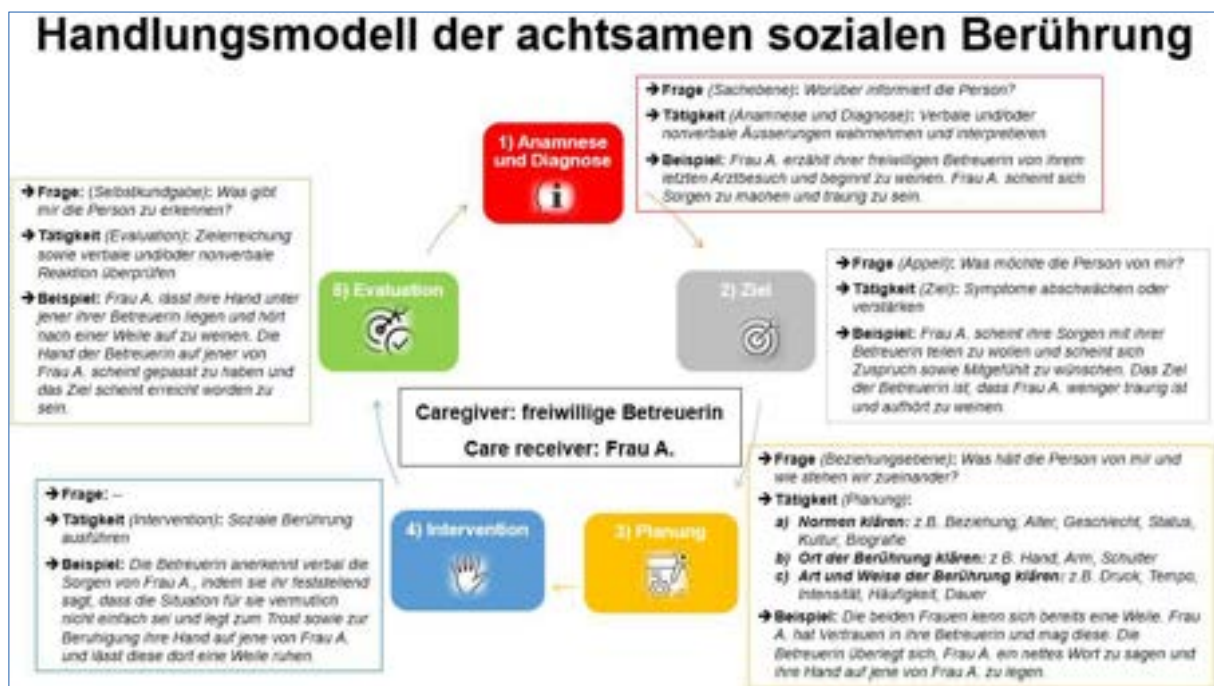 Handlungsmodell der achtsamen sozialen Berührung
1) Anamnese
und Diagnose
➔ Frage (Sachebene): Worüber informiert die Person?
➔ Tätigkeit (Anamnese und Diagnose): Verbale und/oder
nonverbale Äusserungen wahrnehmen und interpretieren
➔ Beispiel: Frau A. erzählt ihrer freiwilligen Betreuerin von ihrem
letzten Arztbesuch und beginnt zu weinen. Frau A. scheint sich
Sorgen zu machen und traurig zu sein.
2) Ziel
➔ Frage (Appell): Was möchte die Person von mir?
➔ Tätigkeit (Ziel): Symptome abschwächen oder
verstärken
➔ Beispiel: Frau A. scheint ihre Sorgen mit ihrer
Betreuerin teilen zu wollen und scheint sich
Zuspruch sowie Mitgefühl zu wünschen. Das Ziel
der Betreuerin ist, dass Frau A. weniger traurig ist
und aufhört zu weinen.
3) Planung
➔ Frage (Beziehungsebene): Was hält die Person von mir und
wie stehen wir zueinander?
➔ Tätigkeit (Planung):
a) Normen klären: z.B. Beziehung, Alter, Geschlecht, Status,
Kultur, Biografie
b) Ort der Berührung klären: z.B. Hand, Arm, Schulter
c) Art und Weise der Berührung klären: z.B. Druck, Tempo,
Intensität, Häufigkeit, Dauer
➔ Beispiel: Die beiden Frauen kenn sich bereits eine Weile. Frau
A. hat Vertrauen in ihre Betreuerin und mag diese. Die
Betreuerin überlegt sich, Frau A. ein nettes Wort zu sagen und
ihre Hand auf jene von Frau A. zu legen.
4) Intervention
➔ Frage: --
➔ Tätigkeit (Intervention): Soziale Berührung
ausführen
➔ Beispiel: Die Betreuerin anerkennt verbal die
Sorgen von Frau A., indem sie ihr feststellend
sagt, dass die Situation für sie vermutlich
nicht einfach sei und legt zum Trost sowie zur
Beruhigung ihre Hand auf jene von Frau A.
und lässt diese dort eine Weile ruhen.
5) Evaluation
➔ Frage: (Selbstkundgabe): Was gibt
mir die Person zu erkennen?
➔ Tätigkeit (Evaluation): Zielerreichung
sowie verbale und/oder nonverbale
Reaktion überprüfen
➔ Beispiel: Frau A. lässt ihre Hand unter
jener ihrer Betreuerin liegen und hört
nach einer Weile auf zu weinen. Die
Hand der Betreuerin auf jener von
Frau A. scheint gepasst zu haben und
das Ziel scheint erreicht worden zu
sein.
Caregiver: freiwillige Betreuerin
Care receiver: Frau A.